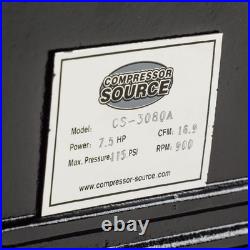 COMPRESSOR
SOURCE
Model: CS-3080A
Power: 7.5 HP CFM: 16.9
Max. Pressure: 175 PSI RPM: 900
www.compressor-source.com